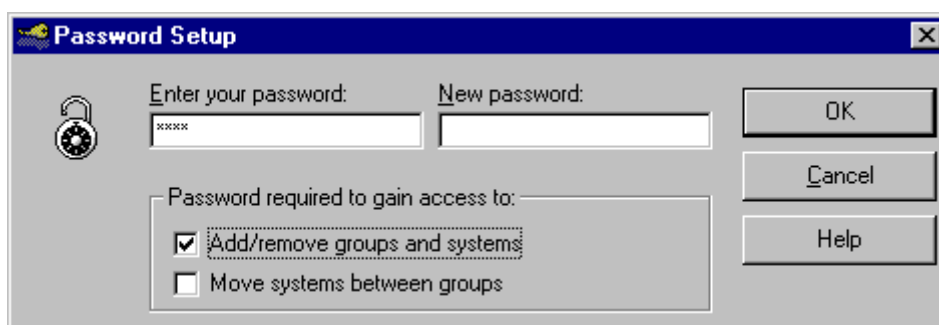 Password Setup
Enter your password:
New password:
****
OK
Cancel
Help
Password required to gain access to:
Add/remove groups and systems
Move systems between groups